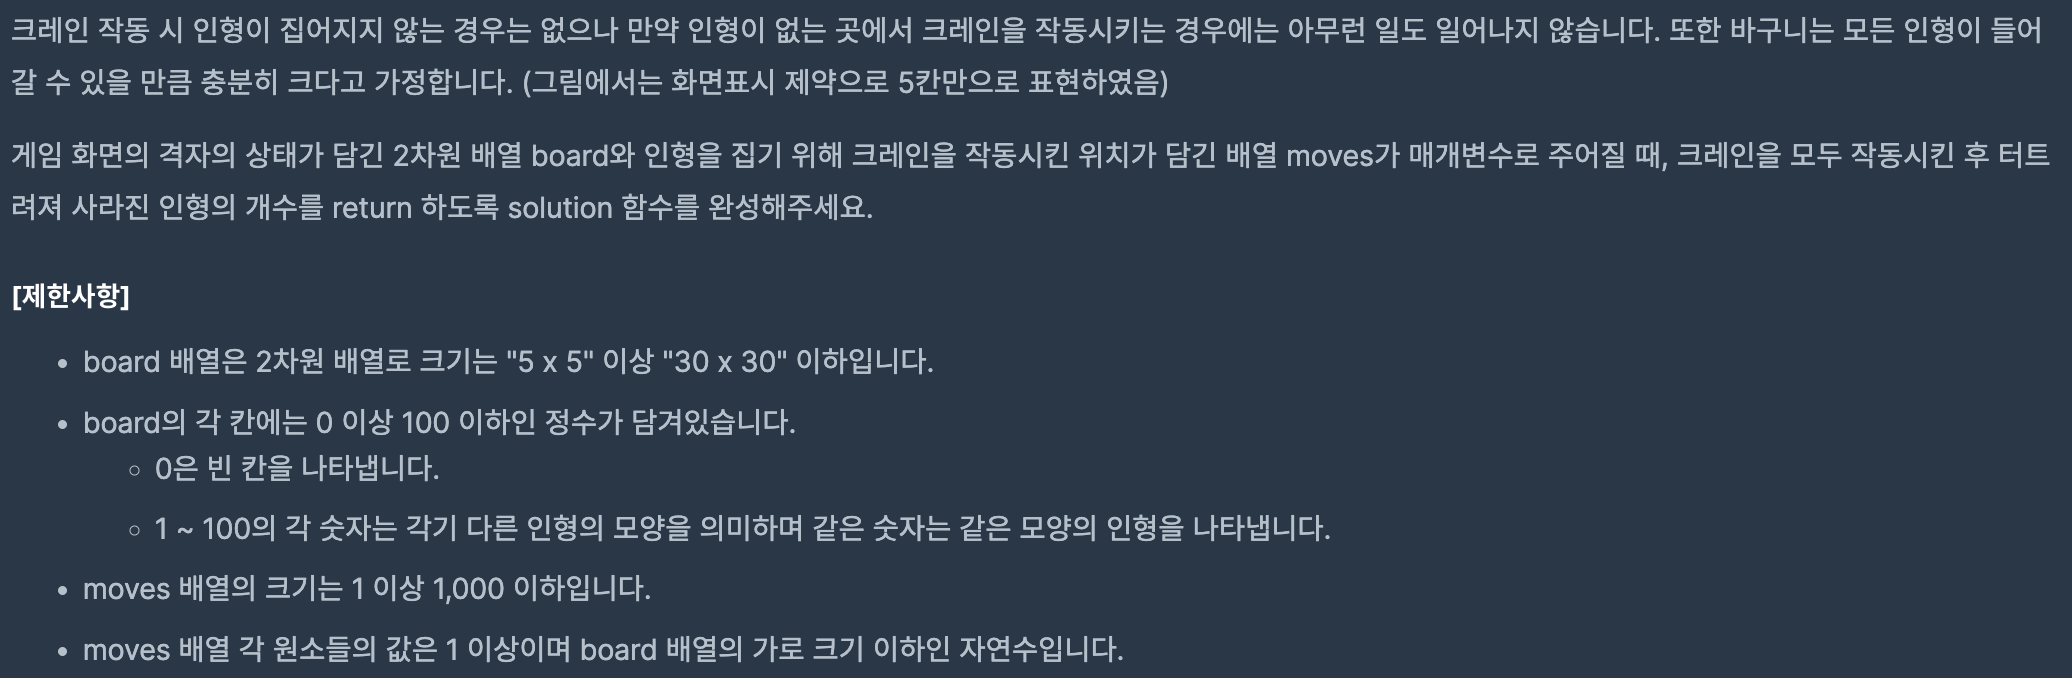 크레인 작동 시 인형이 집어지지 않는 경우는 없으나 만약 인형이 없는 곳에서 크레인을 작동시키는 경우에는 아무런 일도 일어나지 않습니다. 또한 바구니는 모든 인형이 들어
갈 수 있을 만큼 충분히 크다고 가정합니다. (그림에서는 화면표시 제약으로 5칸만으로 표현하였음)
게임 화면의 격자의 상태가 담긴 2차원 배열 board와 인형을 집기 위해 크레인을 작동시킨 위치가 담긴 배열 moves가 매개변수로 주어질 때, 크레인을 모두 작동시킨 후 터트
려져 사라진 인형의 개수를 return 하도록 solution 함수를 완성해주세요.
[제한사항]
• board 배열은 2차원 배열로 크기는 "5 x 5" 이상 "30 x 30" 이하입니다.
• board의 각 칸에는 0 이상 100 이하인 정수가 담겨있습니다.
◦ 0은 빈 칸을 나타냅니다.
◦ 1 ~ 100의 각 숫자는 각기 다른 인형의 모양을 의미하며 같은 숫자는 같은 모양의 인형을 나타냅니다.
• moves 배열의 크기는 1 이상 1,000 이하입니다.
• moves 배열 각 원소들의 값은 1 이상이며 board 배열의 가로 크기 이하인 자연수입니다.